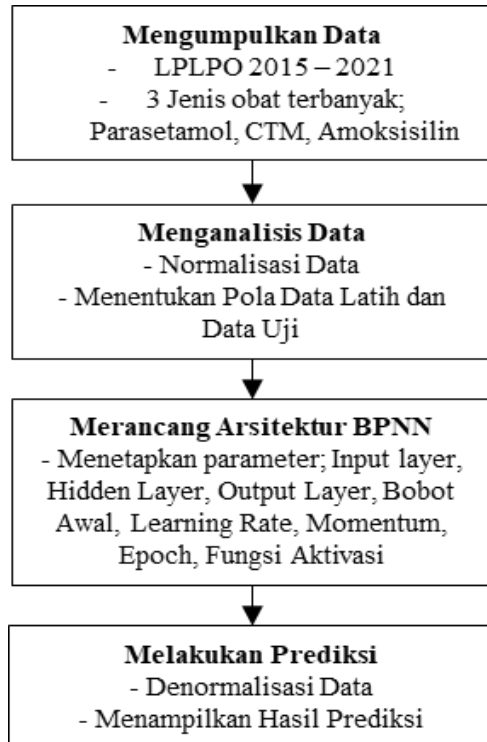 Mengumpulkan Data
- LPLPO 2015 – 2021
- 3 Jenis obat terbanyak;
Parasetamol, CTM, Amoksisilin
Menganalisis Data
- Normalisasi Data
- Menentukan Pola Data Latih dan
Data Uji
Merancang Arsitektur BPNN
- Menetapkan parameter; Input layer,
Hidden Layer, Output Layer, Bobot
Awal, Learning Rate, Momentum,
Epoch, Fungsi Aktivasi
Melakukan Prediksi
- Denormalisasi Data
- Menampilkan Hasil Prediksi